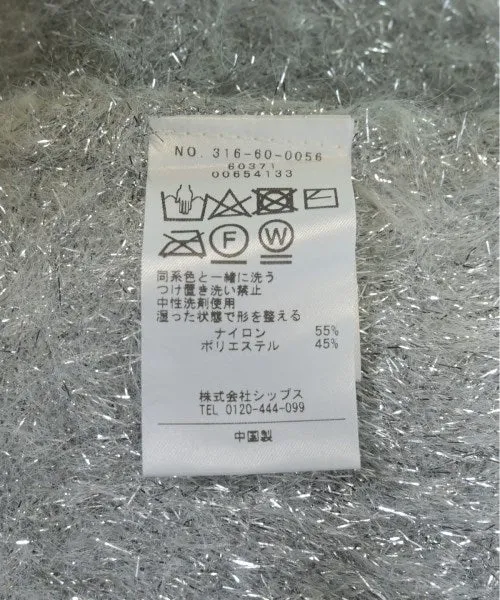 NO. 316-60-0056
60371
00654133
F W
同系色と一緒に洗う
つけ置き洗い禁止
中性洗剤使用
湿った状態で形を整える
ナイロン 55%
ポリエステル 45%
株式会社シップス
TEL 0120-444-099
中国製